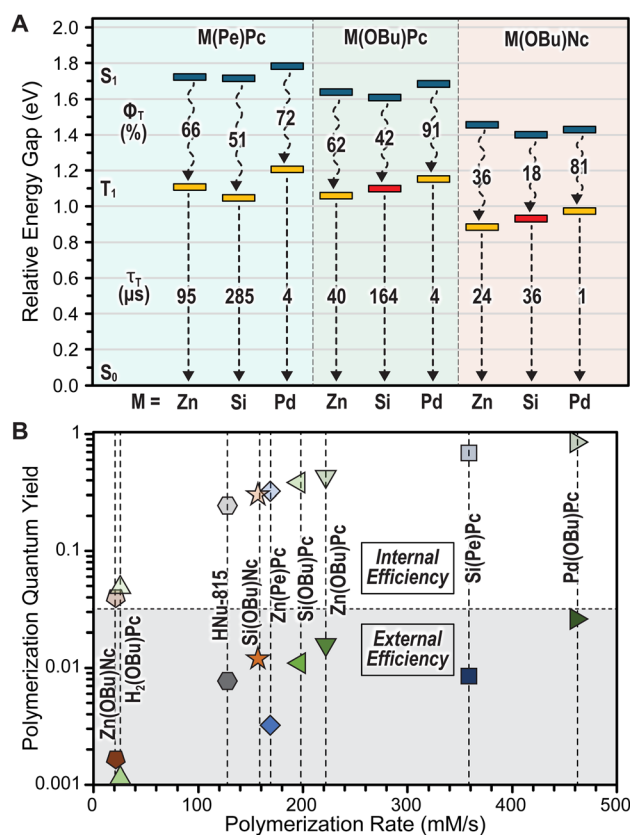 A
M(Pe)Pc
M(OBu)Pc
M(OBu)Nc
Relative Energy Gap (eV)
2.0
1.8
1.6
1.4
1.2
1.0
0.8
0.6
0.4
0.2
0.0
S₁
Φ_T
(%)
T₁
τ_T
(μs)
S₀
66
51
72
62
42
91
36
18
81
95
285
4
40
164
4
24
36
1
M = Zn Si Pd Zn Si Pd Zn Si Pd
B
Polymerization Quantum Yield
1
0.1
0.01
0.001
Zn(OBu)Nc
H₂(OBu)Pc
HNu-815
Si(OBu)Nc
Zn(Pe)Pc
Si(OBu)Pc
Zn(OBu)Pc
Internal
Efficiency
External
Efficiency
Si(Pe)Pc
Pd(OBu)Pc
0 100 200 300 400 500
Polymerization Rate (mM/s)